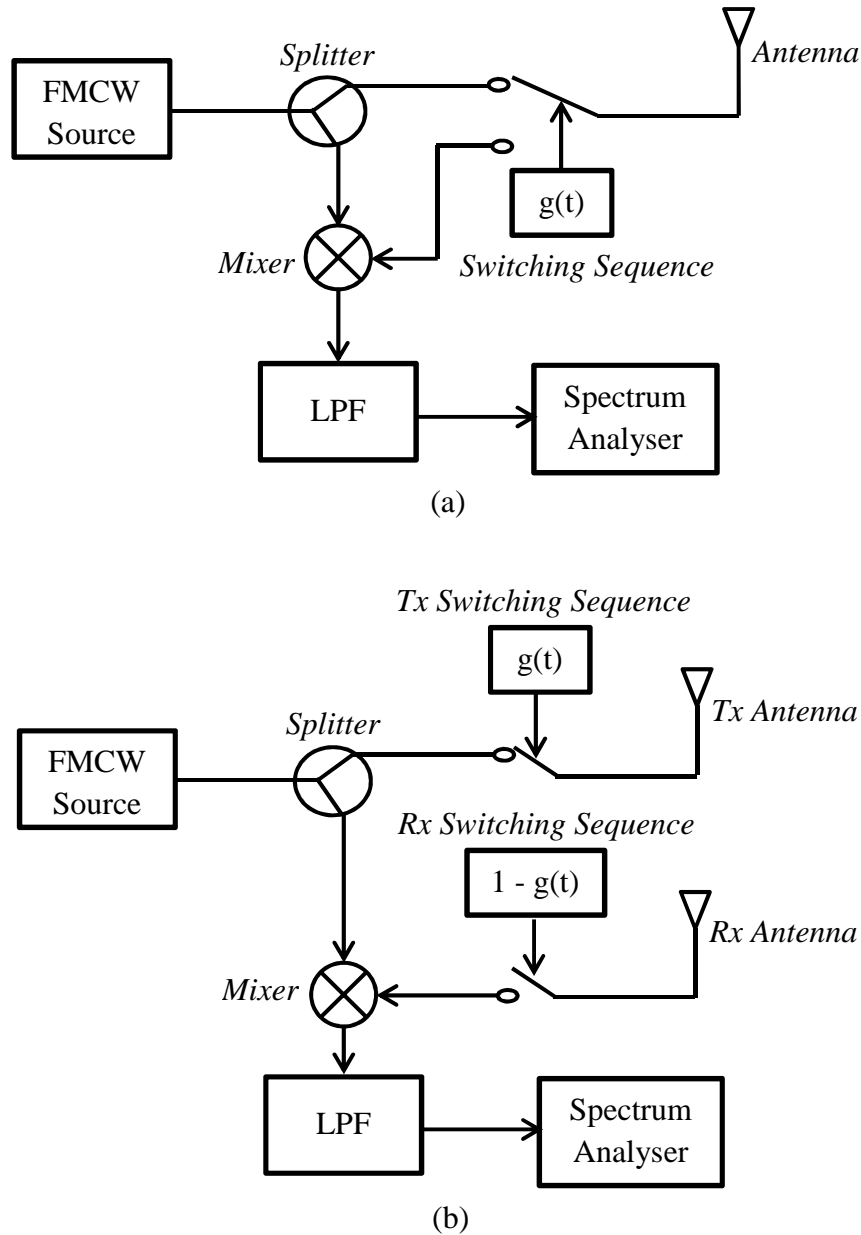 Splitter
Antenna
FMCW
Source
g(t)
Mixer
Switching Sequence
LPF
Spectrum
Analyser
(a)
Tx Switching Sequence
g(t)
Splitter
Tx Antenna
FMCW
Source
Rx Switching Sequence
1 - g(t)
Rx Antenna
Mixer
LPF
Spectrum
Analyser
(b)